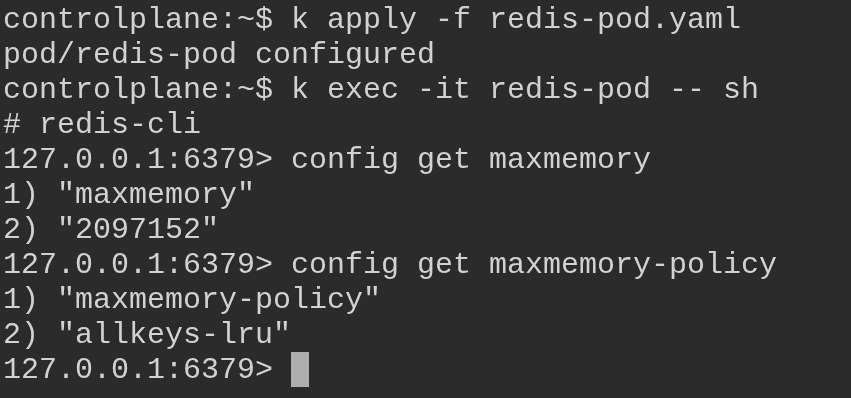 controlplane:~$ k apply -f redis-pod.yaml
pod/redis-pod configured
controlplane:~$ k exec -it redis-pod -- sh
# redis-cli
127.0.0.1:6379> config get maxmemory
1) "maxmemory"
2) "2097152"
127.0.0.1:6379> config get maxmemory-policy
1) "maxmemory-policy"
2) "allkeys-lru"
127.0.0.1:6379>